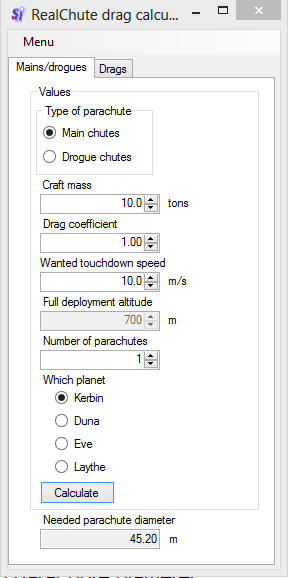 RealChute drag calcu...
Menu
Mains/drogues Drags
Values
Type of parachute
Main chutes
Drogue chutes
Craft mass
10.0 tons
Drag coefficient
1.00
Wanted touchdown speed
10.0 m/s
Full deployment altitude
700 m
Number of parachutes
1
Which planet
Kerbin
Duna
Eve
Laythe
Calculate
Needed parachute diameter
45.20 m